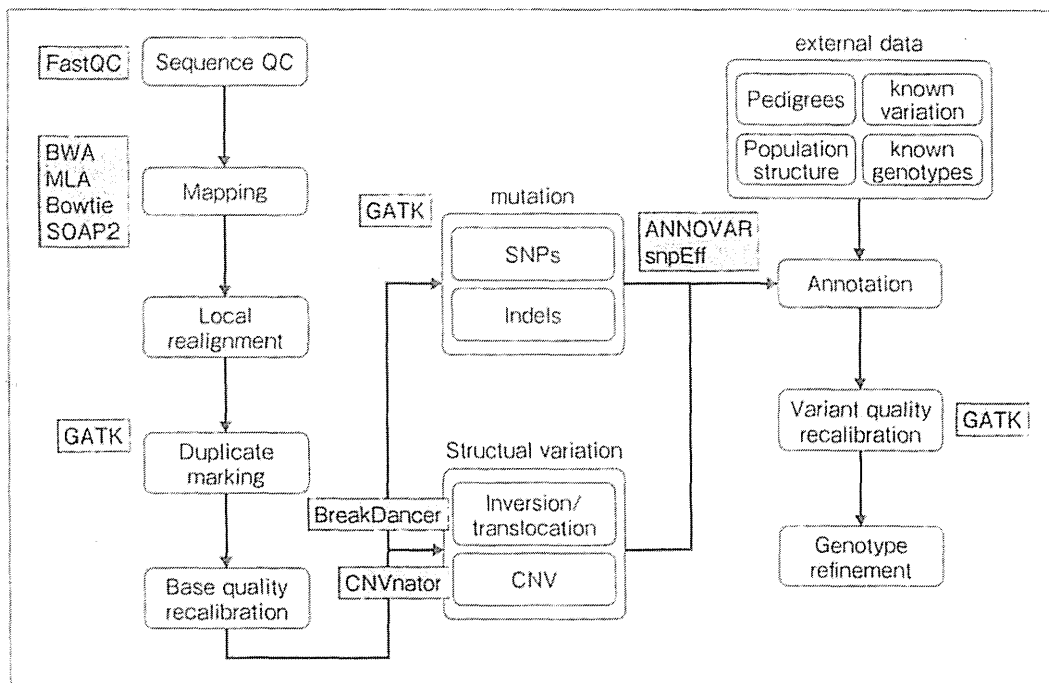 FastQC
Sequence QC
BWA
MLA
Bowtie
SOAP2
Mapping
Local
realignment
GATK
Duplicate
marking
Base quality
recalibration
GATK
mutation
SNPs
Indels
Structual variation
BreakDancer
Inversion/
translocation
CNVnator
CNV
ANNOVAR
snpEff
external data
Pedigrees
known
variation
Population
structure
known
genotypes
Annotation
Variant quality
recalibration
GATK
Genotype
refinement